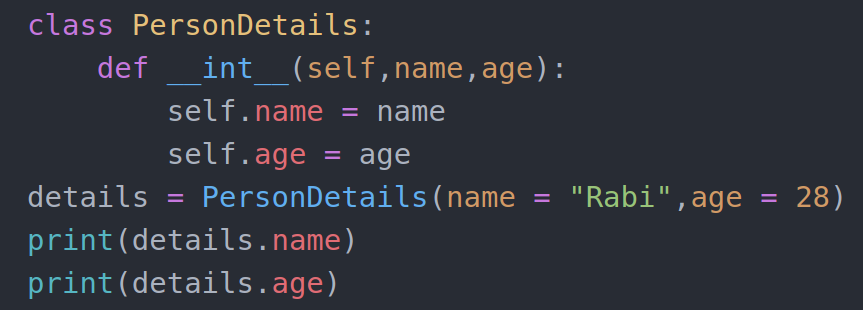 class PersonDetails:
    def __int__(self,name,age):
        self.name = name
        self.age = age
details = PersonDetails(name = "Rabi",age = 28)
print(details.name)
print(details.age)